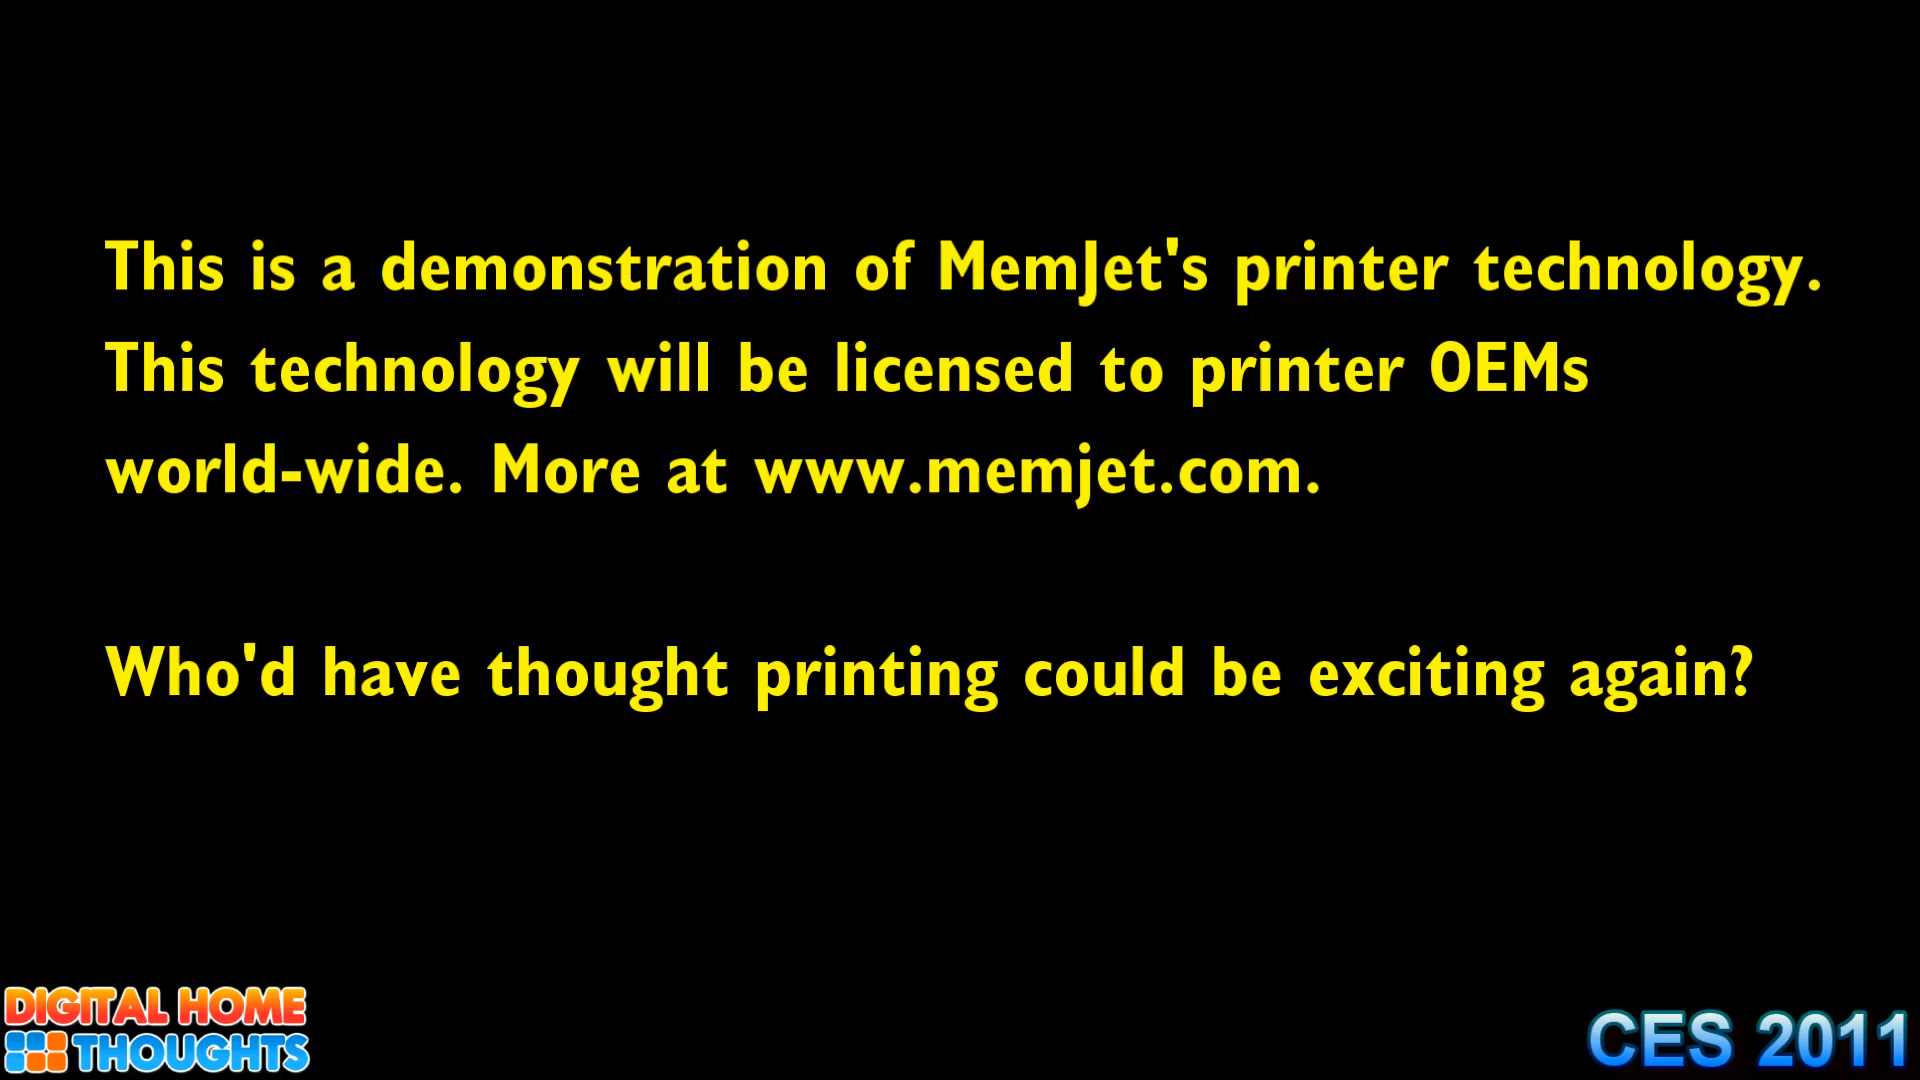 This is a demonstration of MemJet's printer technology.
This technology will be licensed to printer OEMs
world-wide. More at www.memjet.com.
Who'd have thought printing could be exciting again?
DIGITAL HOME
THOUGHTS
CES 2011